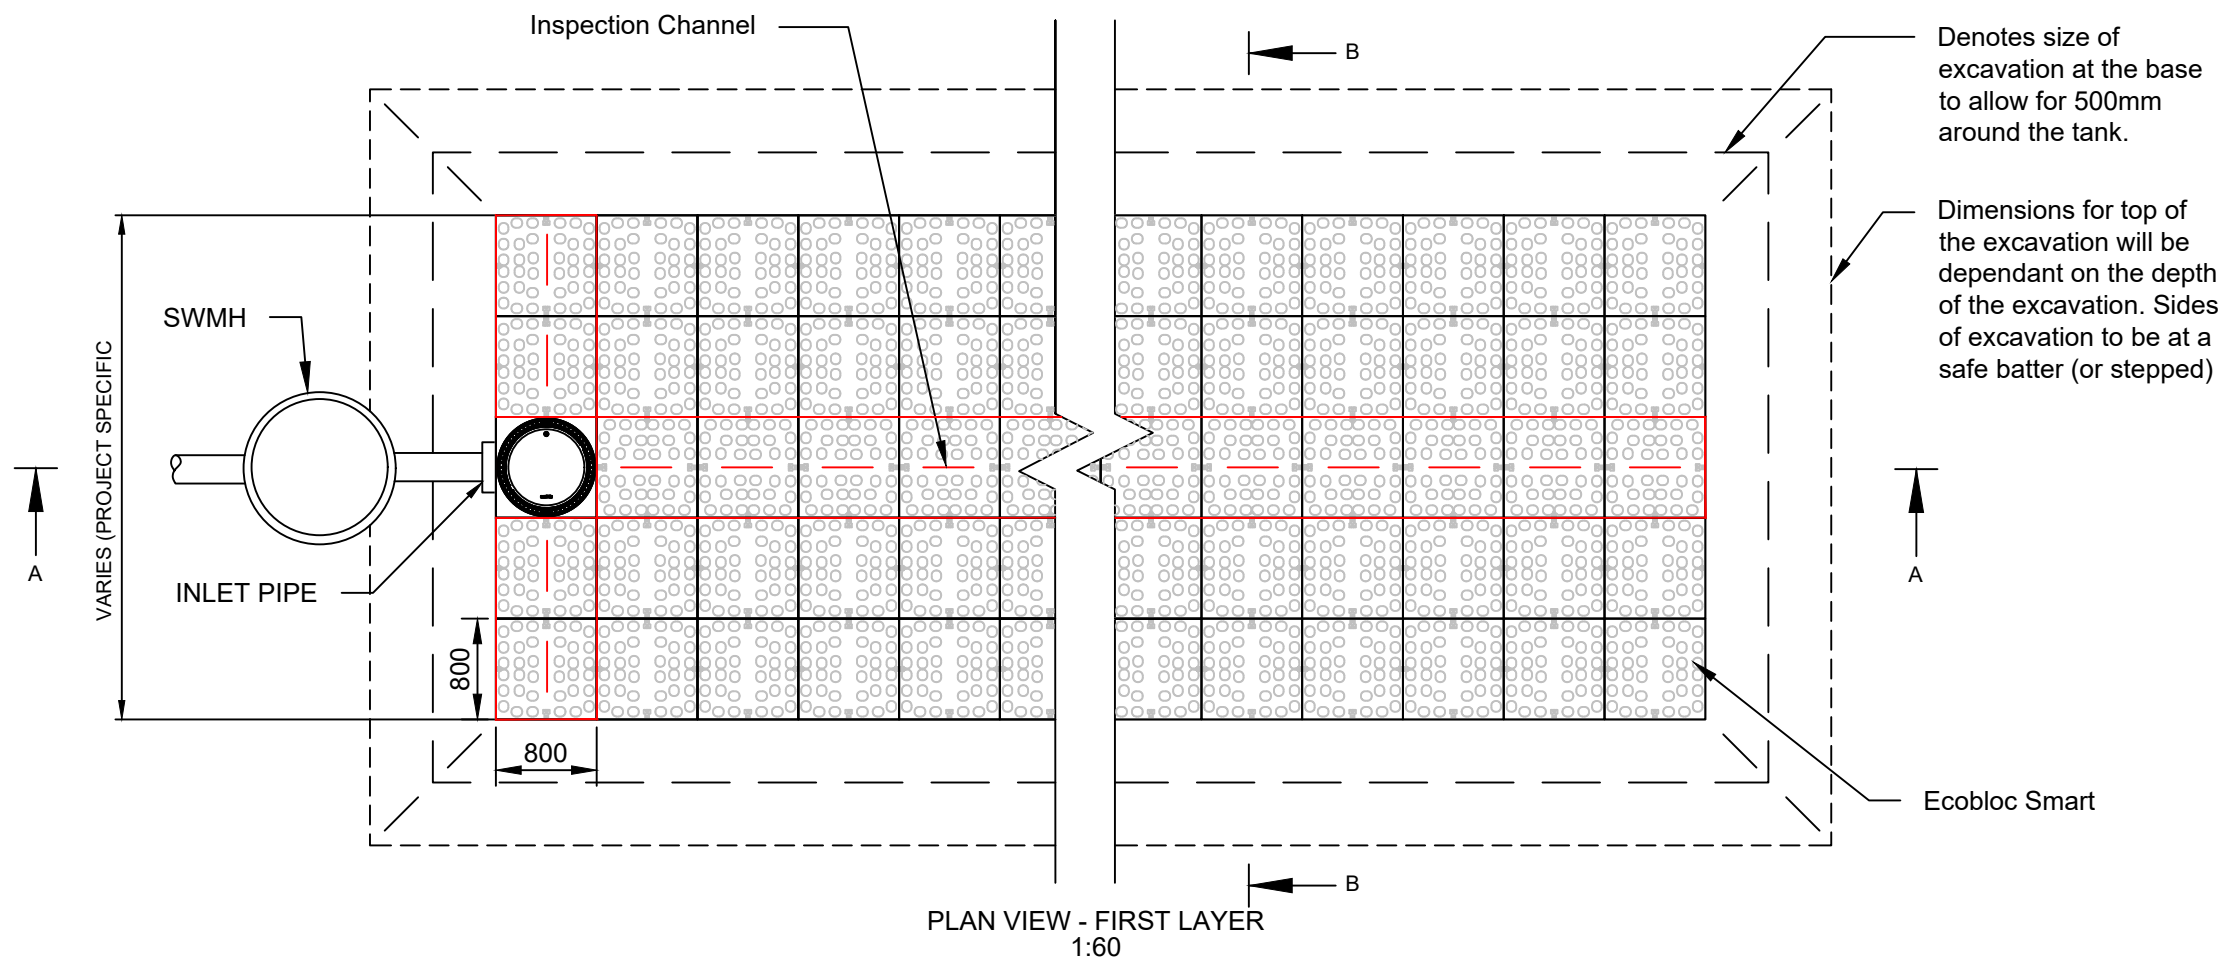 Inspection Channel
B
Denotes size of
excavation at the base
to allow for 500mm
around the tank.
Dimensions for top of
the excavation will be
dependant on the depth
of the excavation. Sides
of excavation to be at a
safe batter (or stepped)
SWMH
VARIES (PROJECT SPECIFIC
A
A
INLET PIPE
800
800
Ecobloc Smart
B
PLAN VIEW - FIRST LAYER
1:60